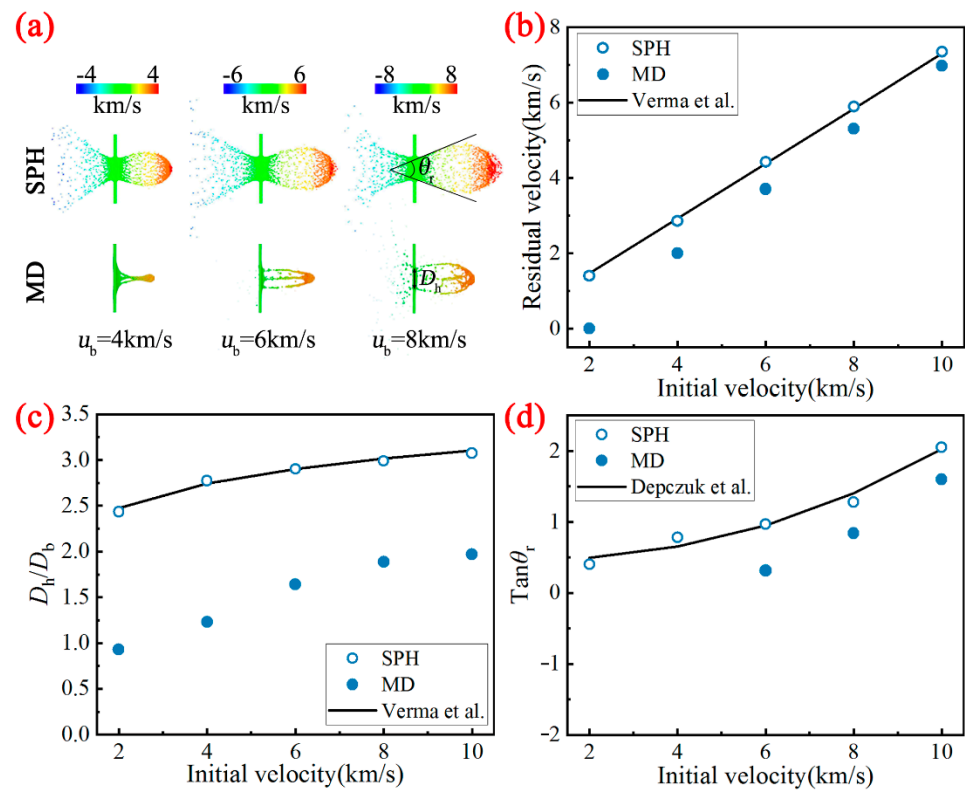 (a)
-4 4 -6 6 -8 8
km/s km/s km/s
SPH
θr
MD
Dh
ub=4km/s ub=6km/s ub=8km/s
(b)
Residual velocity(km/s)
8
6
4
2
0
SPH
MD
Verma et al.
2 4 6 8 10
Initial velocity(km/s)
(c)
Dh/Db
3.5
3.0
2.5
2.0
1.5
1.0
0.5
0.0
SPH
MD
Verma et al.
2 4 6 8 10
Initial velocity(km/s)
(d)
Tanθr
2
1
0
−1
−2
SPH
MD
Depczuk et al.
2 4 6 8 10
Initial velocity(km/s)